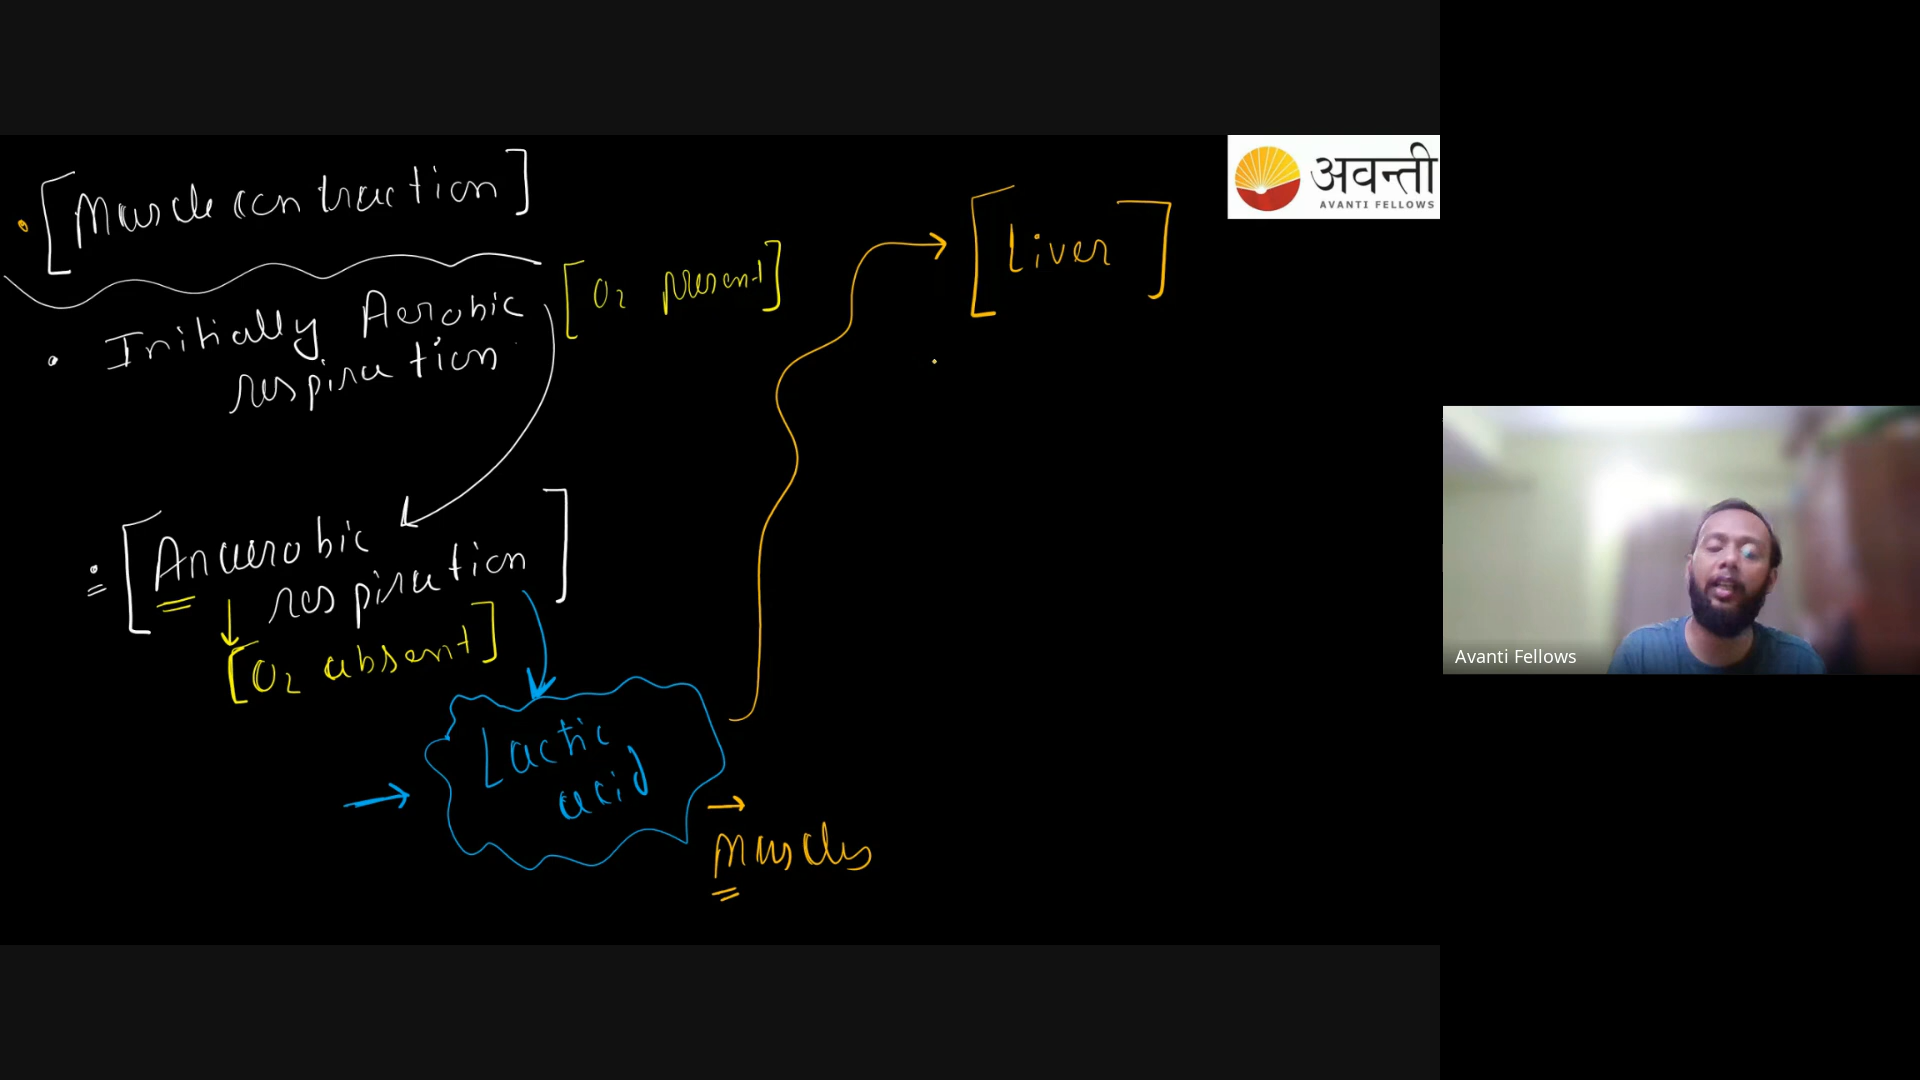 [Muscle contraction]
• Initially Aerobic
respiration
[O2 present]
[Anaerobic
respiration]
[O2 absent]
Lactic
acid
Muscles
[Liver]
अवन्ती
AVANTI FELLOWS
Avanti Fellows